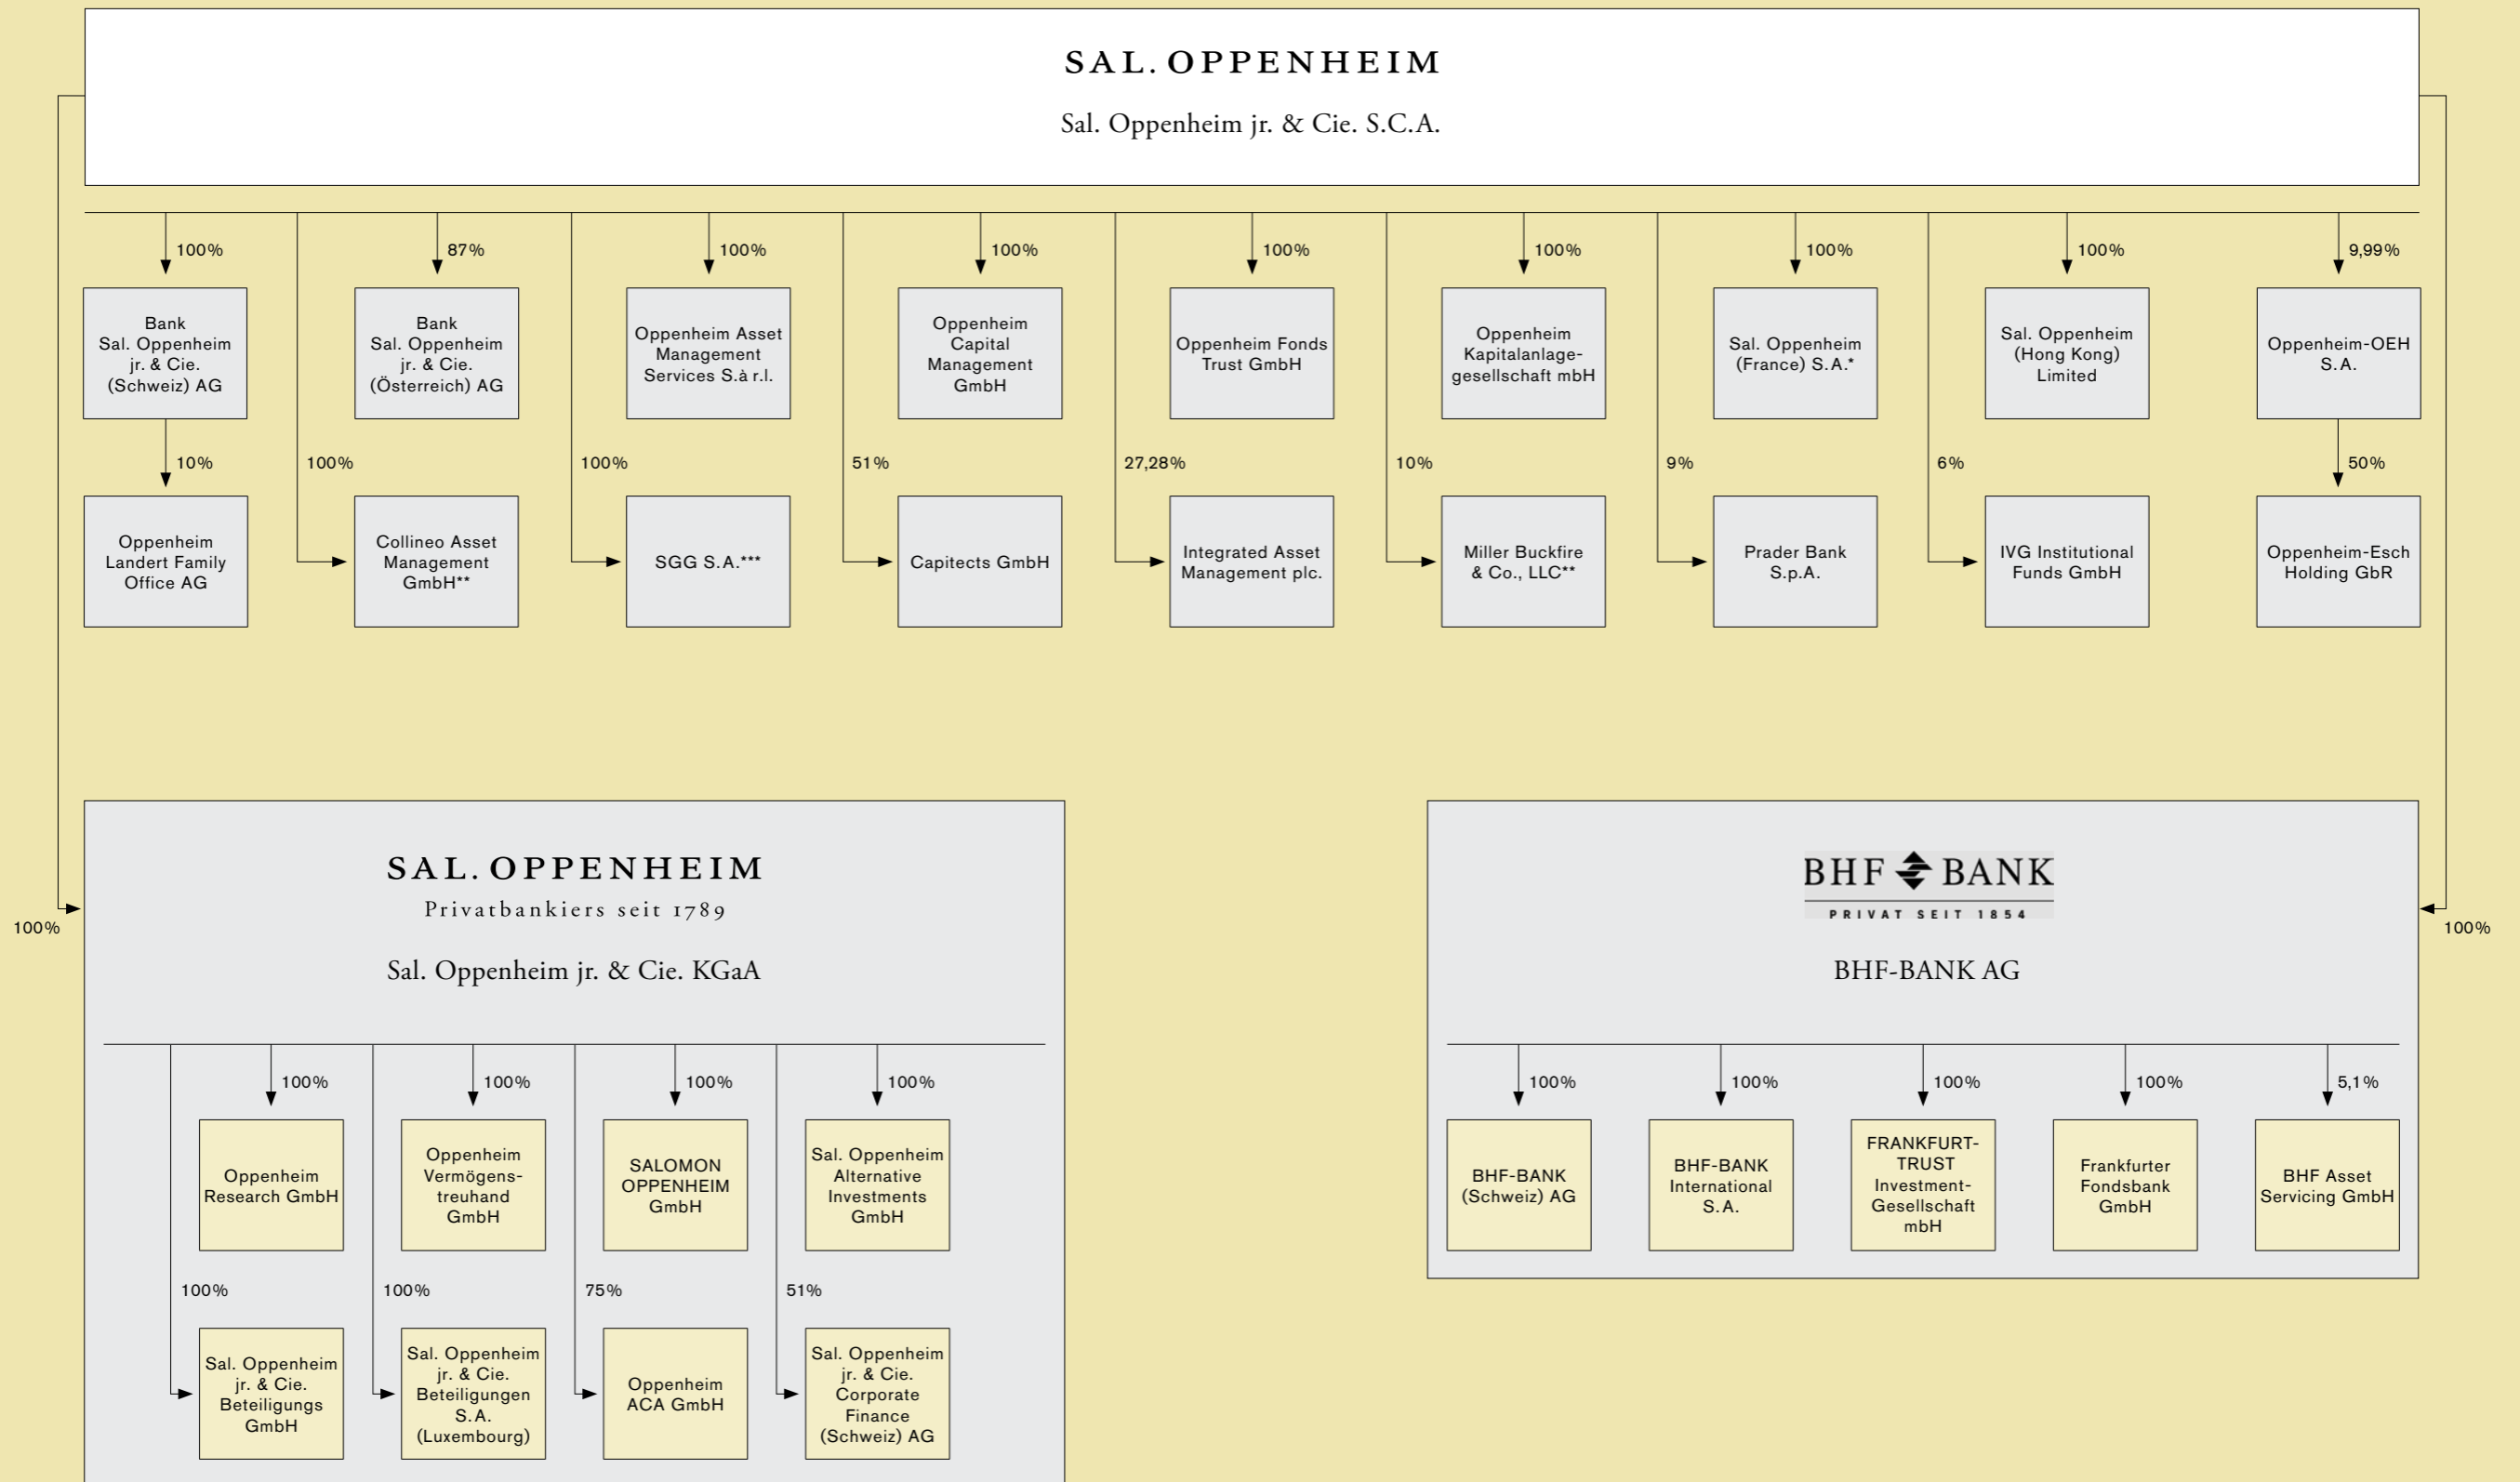 SAL. OPPENHEIM
Sal. Oppenheim jr. & Cie. S.C.A.
100%
87%
100%
100%
100%
100%
100%
100%
9,99%
Bank
Sal. Oppenheim
jr. & Cie.
(Schweiz) AG
Bank
Sal. Oppenheim
jr. & Cie.
(Österreich) AG
Oppenheim Asset
Management
Services S.à r.l.
Oppenheim
Capital
Management
GmbH
Oppenheim Fonds
Trust GmbH
Oppenheim
Kapitalanlage-
gesellschaft mbH
Sal. Oppenheim
(France) S.A.*
Sal. Oppenheim
(Hong Kong)
Limited
Oppenheim-OEH
S.A.
10%
100%
100%
51%
27,28%
10%
9%
6%
50%
Oppenheim
Landert Family
Office AG
Collineo Asset
Management
GmbH**
SGG S.A.***
Capitects GmbH
Integrated Asset
Management plc.
Miller Buckfire
& Co., LLC**
Prader Bank
S.p.A.
IVG Institutional
Funds GmbH
Oppenheim-Esch
Holding GbR
100%
SAL. OPPENHEIM
Privatbankiers seit 1789
Sal. Oppenheim jr. & Cie. KGaA
100%
100%
100%
100%
Oppenheim
Research GmbH
Oppenheim
Vermögens-
treuhand
GmbH
SALOMON
OPPENHEIM
GmbH
Sal. Oppenheim
Alternative
Investments
GmbH
100%
100%
75%
51%
Sal. Oppenheim
jr. & Cie.
Beteiligungs
GmbH
Sal. Oppenheim
jr. & Cie.
Beteiligungen
S.A.
(Luxembourg)
Oppenheim
ACA GmbH
Sal. Oppenheim
jr. & Cie.
Corporate
Finance
(Schweiz) AG
BHF BANK
PRIVAT SEIT 1854
100%
BHF-BANK AG
100%
100%
100%
100%
5,1%
BHF-BANK
(Schweiz) AG
BHF-BANK
International
S.A.
FRANKFURT-
TRUST
Investment-
Gesellschaft
mbH
Frankfurter
Fondsbank
GmbH
BHF Asset
Servicing GmbH